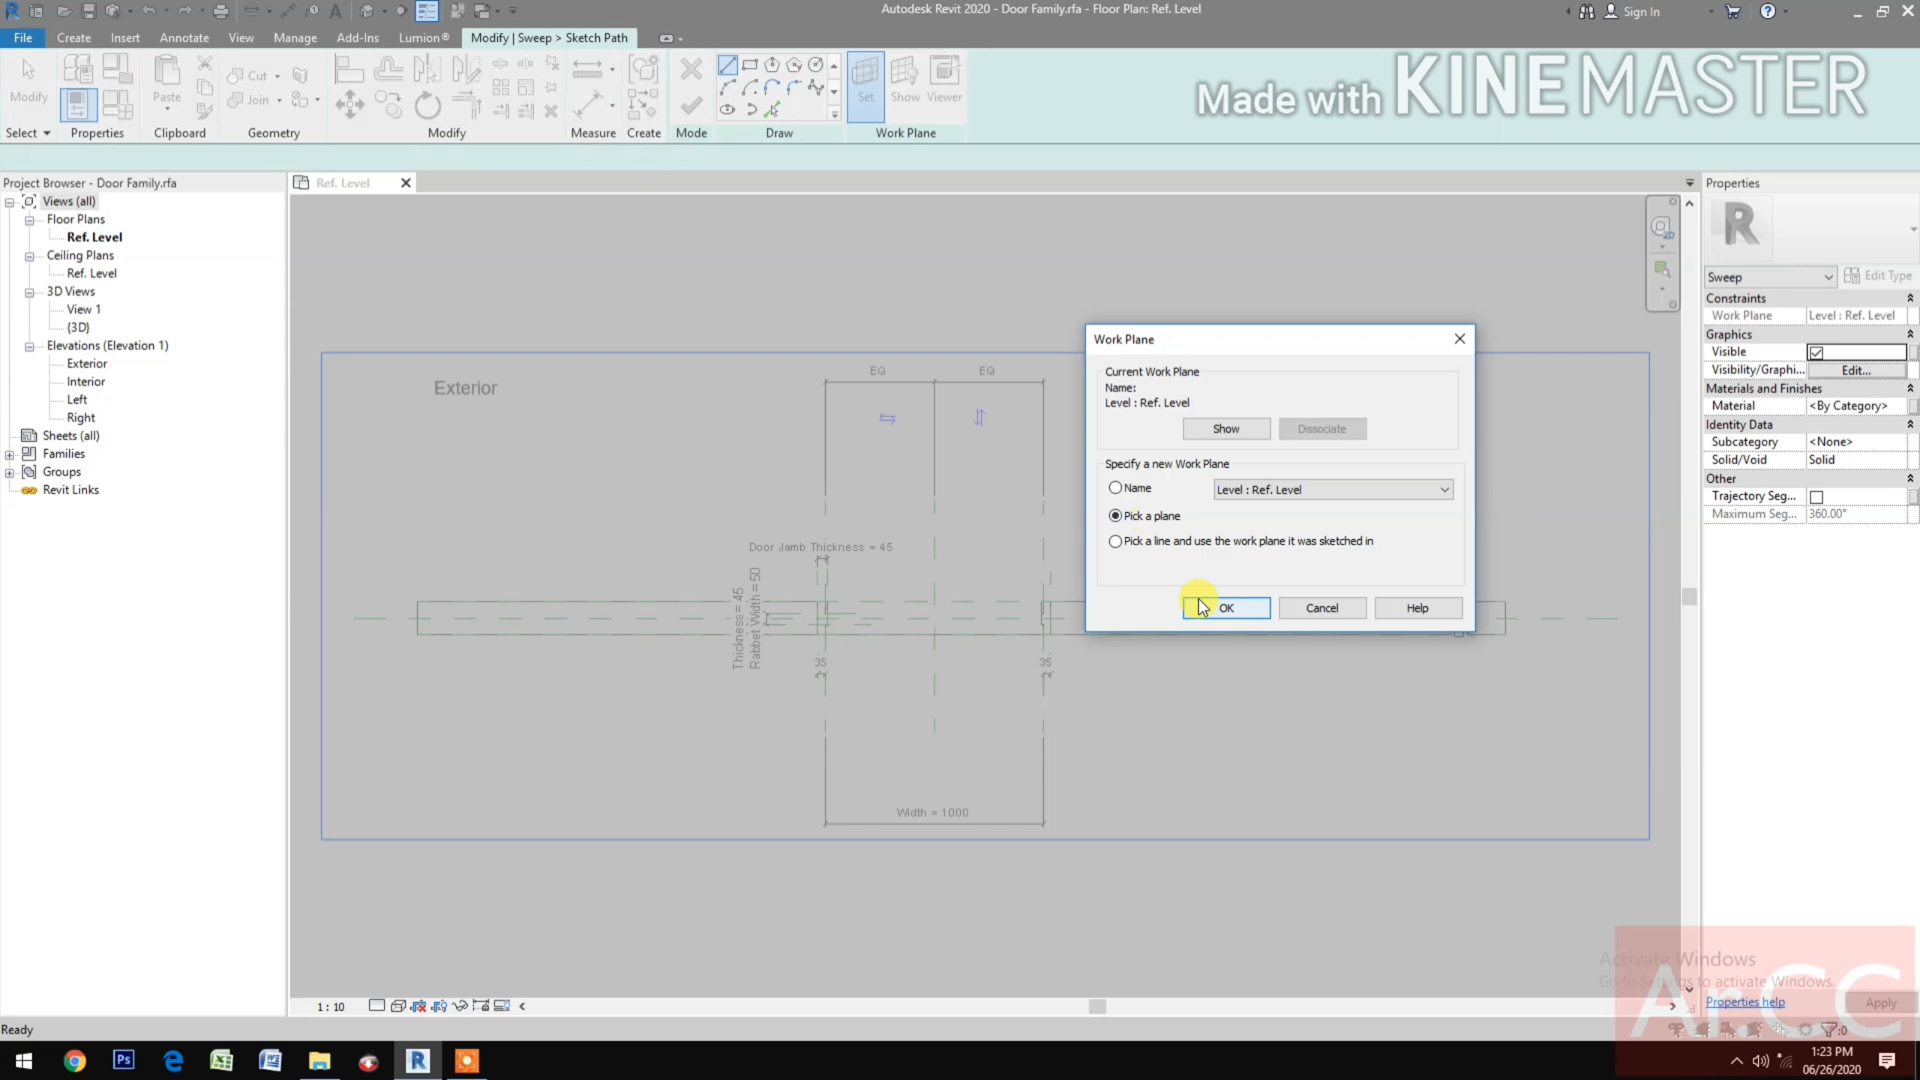 Autodesk Revit 2020 - Door Family.rfa - Floor Plan: Ref. Level
Sign In
File
Create
Insert
Annotate
View
Manage
Add-Ins
Lumion®
Modify | Sweep > Sketch Path
Made with KINEMASTER
Modify
Paste
Cut
Join
Set
Show
Viewer
Select
Properties
Clipboard
Geometry
Modify
Measure
Create
Mode
Draw
Work Plane
Project Browser - Door Family.rfa
Views (all)
Floor Plans
Ref. Level
Ceiling Plans
Ref. Level
3D Views
View 1
{3D}
Elevations (Elevation 1)
Exterior
Interior
Left
Right
Sheets (all)
Families
Groups
Revit Links
Ref. Level
Exterior
EQ
EQ
Door Jamb Thickness = 45
Thickness = 45
Rabbet Width = 50
35
35
Width = 1000
Work Plane
Current Work Plane
Name:
Level : Ref. Level
Show
Dissociate
Specify a new Work Plane
Name
Level : Ref. Level
Pick a plane
Pick a line and use the work plane it was sketched in
OK
Cancel
Help
Properties
Sweep
Edit Type
Constraints
Work Plane
Level : Ref. Level
Graphics
Visible
Visibility/Graphi...
Edit...
Materials and Finishes
Material
<By Category>
Identity Data
Subcategory
<None>
Solid/Void
Solid
Other
Trajectory Seg...
Maximum Seg...
360.00°
Activate Windows
Go to Settings to activate Windows.
ArCC
Properties help
Apply
1 : 10
Ready
:0
1:23 PM
06/26/2020